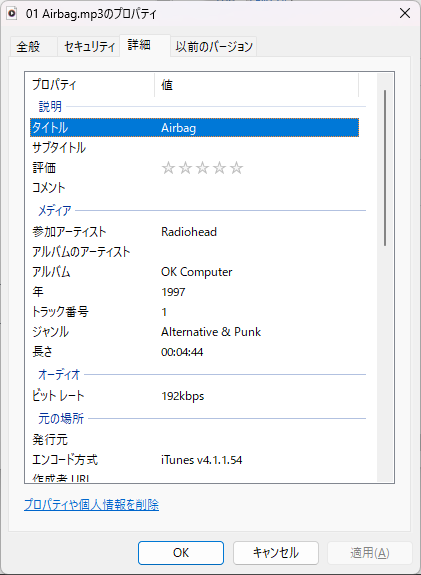 01 Airbag.mp3のプロパティ
全般 セキュリティ 詳細 以前のバージョン
プロパティ 値
説明
タイトル Airbag
サブタイトル
評価 ☆☆☆☆☆
コメント
メディア
参加アーティスト Radiohead
アルバムのアーティスト
アルバム OK Computer
年 1997
トラック番号 1
ジャンル Alternative & Punk
長さ 00:04:44
オーディオ
ビット レート 192kbps
元の場所
発行元
エンコード方式 iTunes v4.1.1.54
作成者 URL
プロパティや個人情報を削除
OK キャンセル 適用(A)